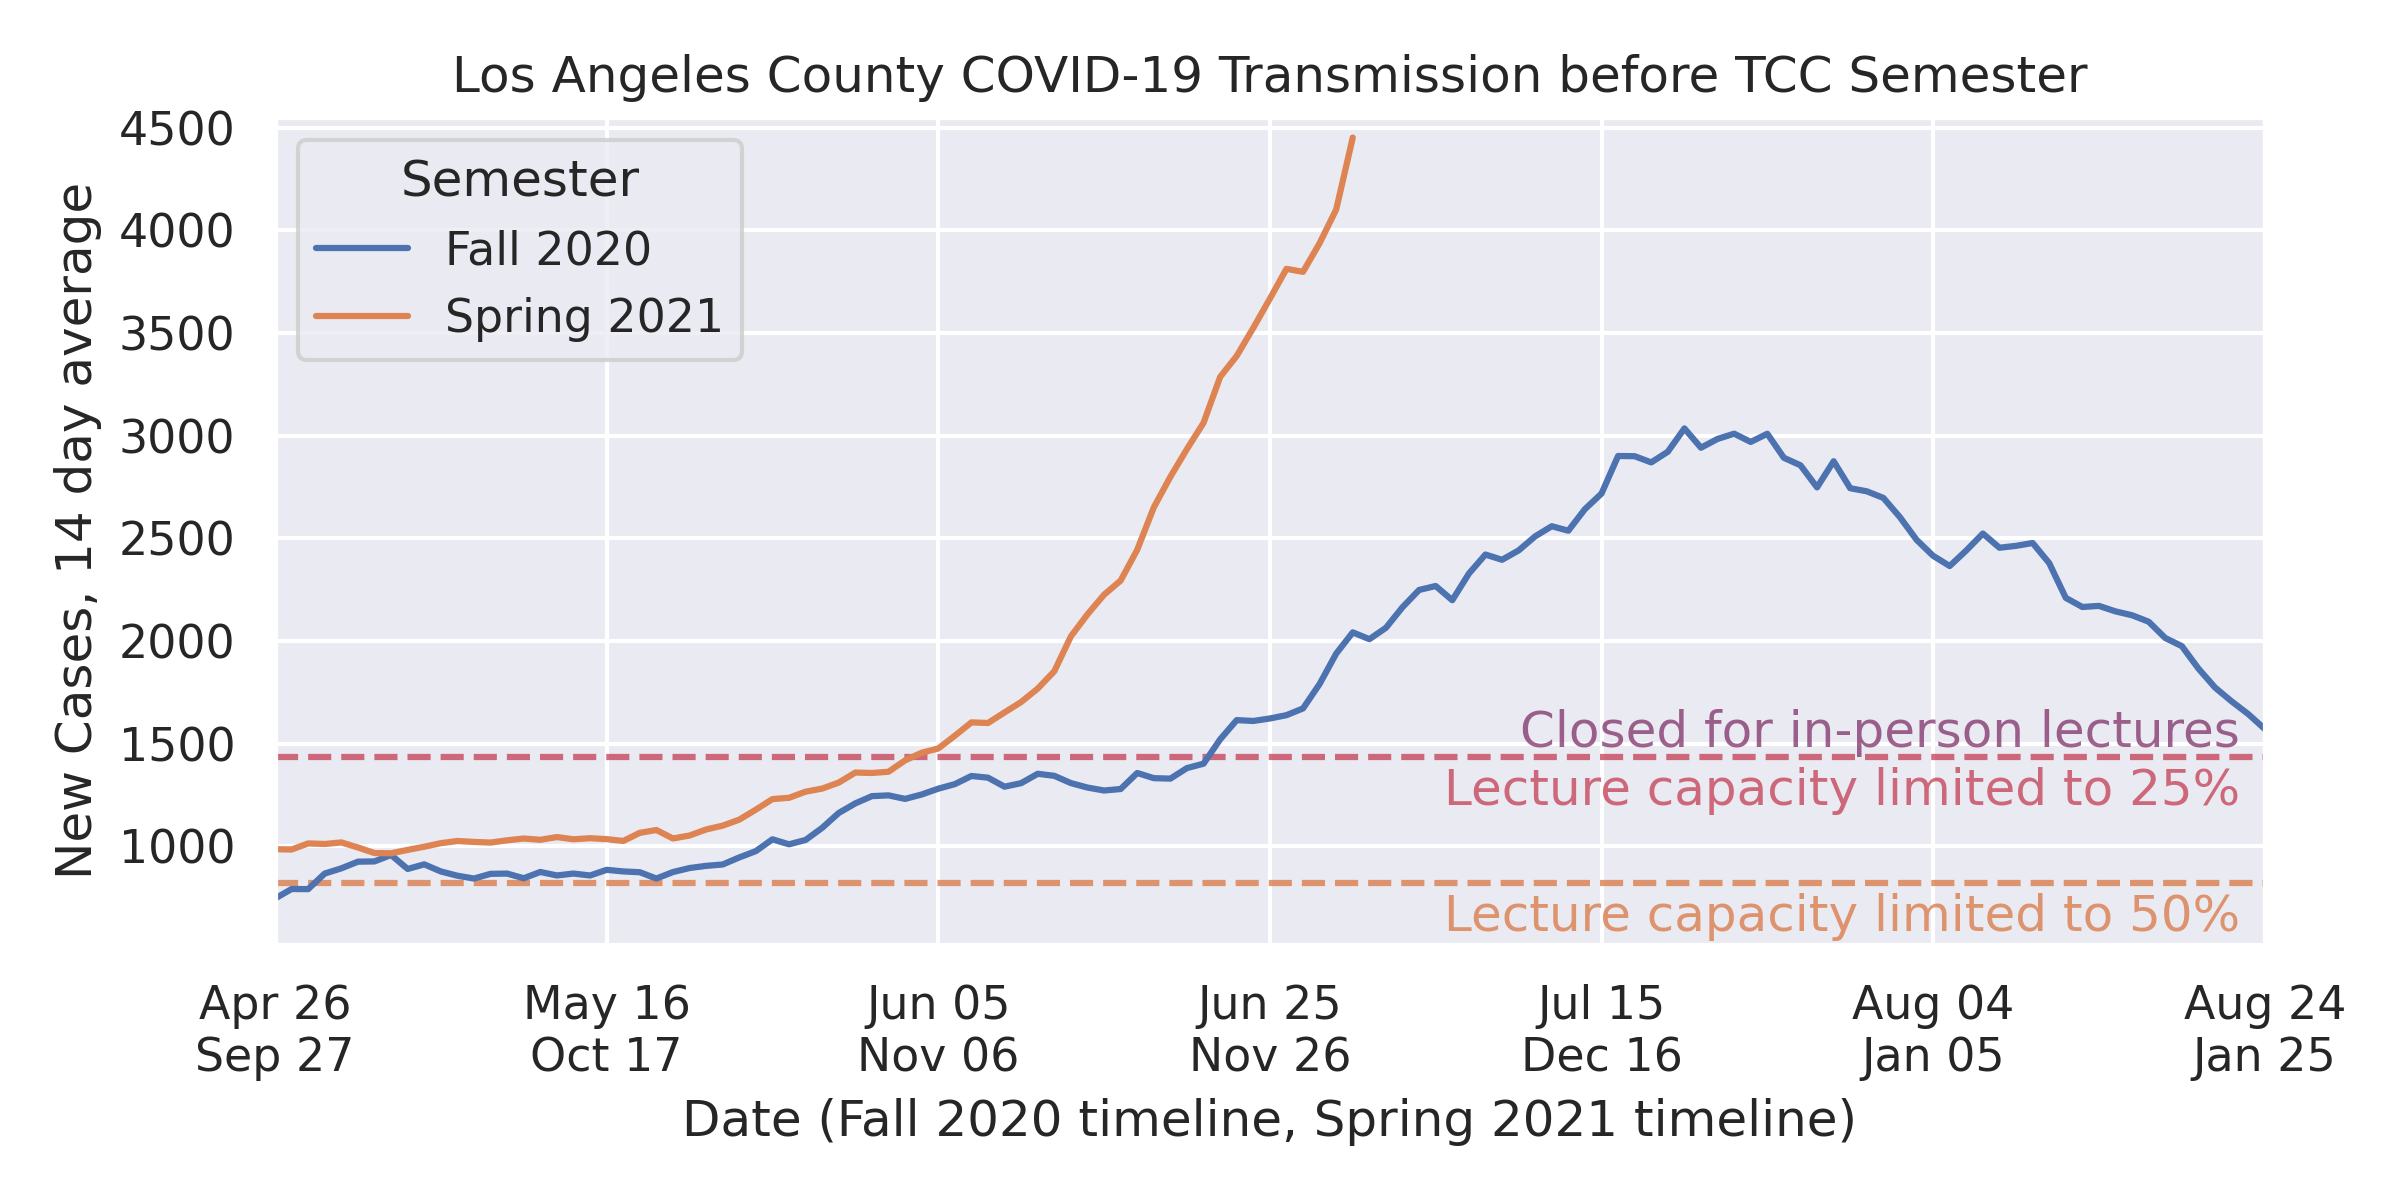 Los Angeles County COVID-19 Transmission before TCC Semester
New Cases, 14 day average
4500
4000
3500
3000
2500
2000
1500
1000
Semester
Fall 2020
Spring 2021
Closed for in-person lectures
Lecture capacity limited to 25%
Lecture capacity limited to 50%
Apr 26 May 16 Jun 05 Jun 25 Jul 15 Aug 04 Aug 24
Sep 27 Oct 17 Nov 06 Nov 26 Dec 16 Jan 05 Jan 25
Date (Fall 2020 timeline, Spring 2021 timeline)